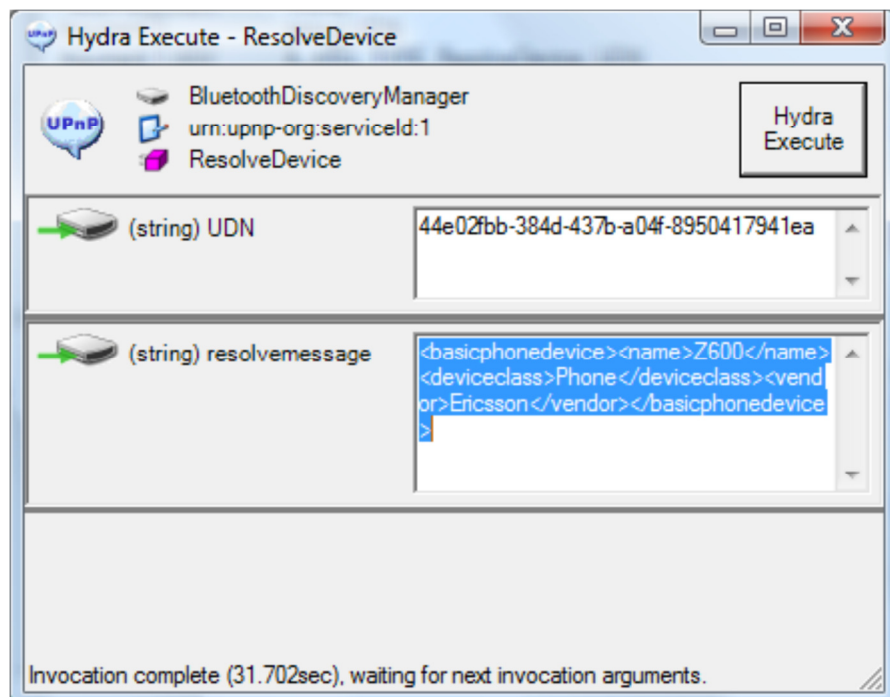 Hydra Execute - ResolveDevice
UPnP
BluetoothDiscoveryManager
urn:upnp-org:serviceId:1
ResolveDevice
Hydra
Execute
(string) UDN
44e02fbb-384d-437b-a04f-8950417941ea
(string) resolvemessage
<basicphonedevice><name>Z600</name>
<deviceclass>Phone</deviceclass><vend
or>Ericsson</vendor></basicphonedevice
>
Invocation complete (31.702sec), waiting for next invocation arguments.